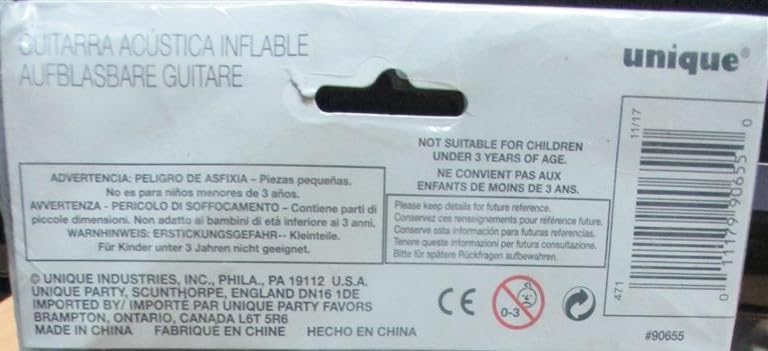 GUITARRA ACÚSTICA INFLABLE
AUFBLASBARE GUITARE
unique®
NOT SUITABLE FOR CHILDREN
UNDER 3 YEARS OF AGE.
NE CONVIENT PAS AUX
ENFANTS DE MOINS DE 3 ANS.
ADVERTENCIA: PELIGRO DE ASFIXIA – Piezas pequeñas.
No es para niños menores de 3 años.
AVVERTENZA - PERICOLO DI SOFFOCAMENTO – Contiene parti di
piccole dimensioni. Non adatto ai bambini di età inferiore ai 3 anni.
WARNHINWEIS: ERSTICKUNGSGEFAHR-- Kleinteile.
Für Kinder unter 3 Jahren nicht geeignet.
Please keep details for future reference.
Conservez ces renseignements pour référence future.
Conserve esta información para futuras referencias.
Tenere queste informazioni per futura consultazione.
Bitte für spätere Rückfragen aufbewahren.
© UNIQUE INDUSTRIES, INC., PHILA., PA 19112 U.S.A.
UNIQUE PARTY, SCUNTHORPE, ENGLAND DN16 1DE
IMPORTED BY// IMPORTÉ PAR UNIQUE PARTY FAVORS
BRAMPTON, ONTARIO, CANADA L6T 5R6
MADE IN CHINA FABRIQUÉ EN CHINE HECHO EN CHINA
CE
0-3
11/17
471
0 11179 90655 0
#90655